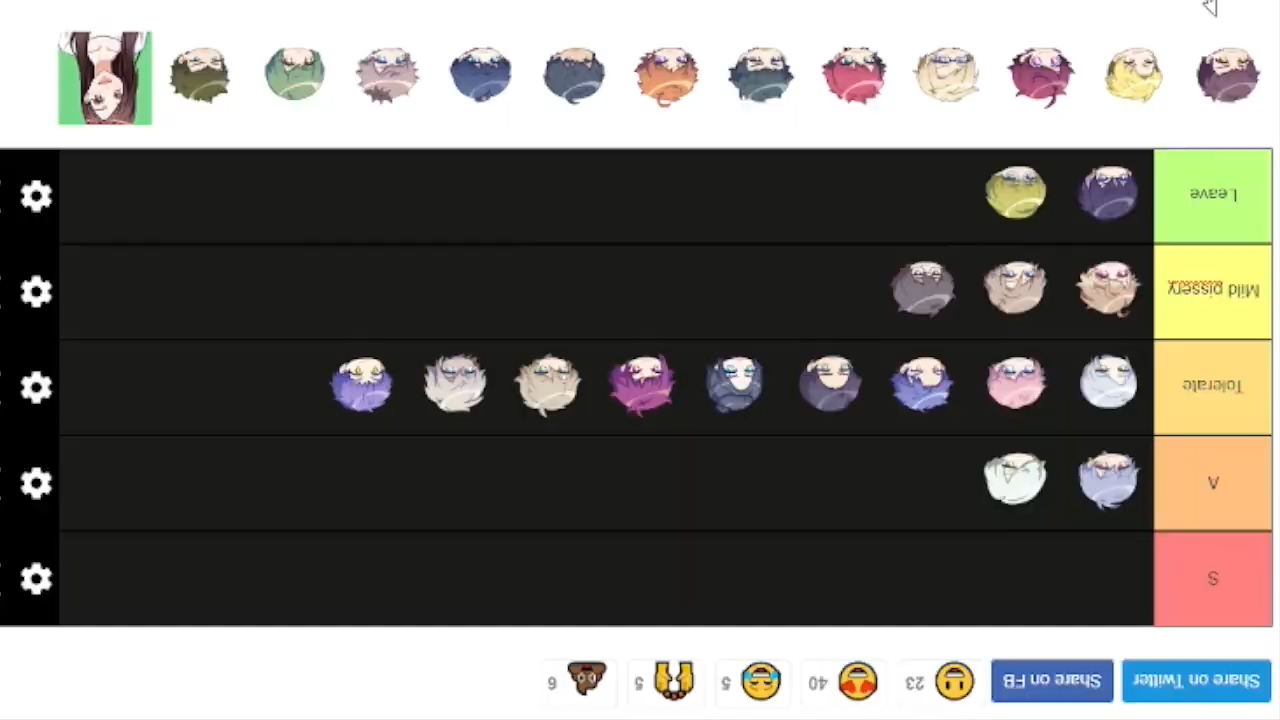 Share on Twitter
Share on FB
23
40
5
5
6
S
A
Tolerate
Mild pissery
Leave